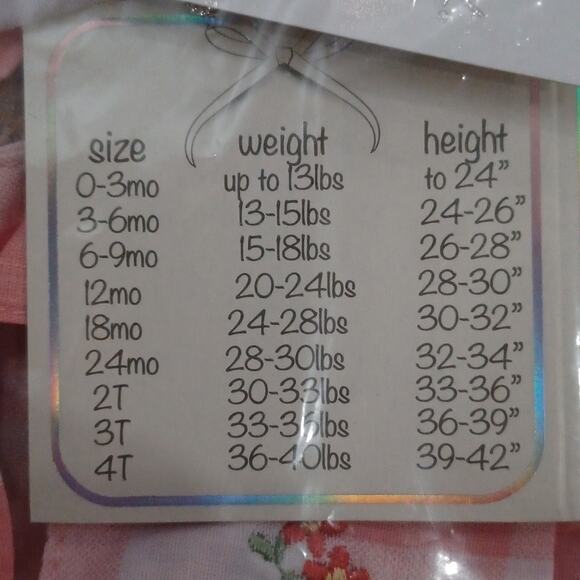 size weight height
0-3mo up to 13lbs to 24”
3-6mo 13-15lbs 24-26”
6-9mo 15-18lbs 26-28”
12mo 20-24lbs 28-30”
18mo 24-28lbs 30-32”
24mo 28-30lbs 32-34”
2T 30-33lbs 33-36”
3T 33-36lbs 36-39”
4T 36-40lbs 39-42”